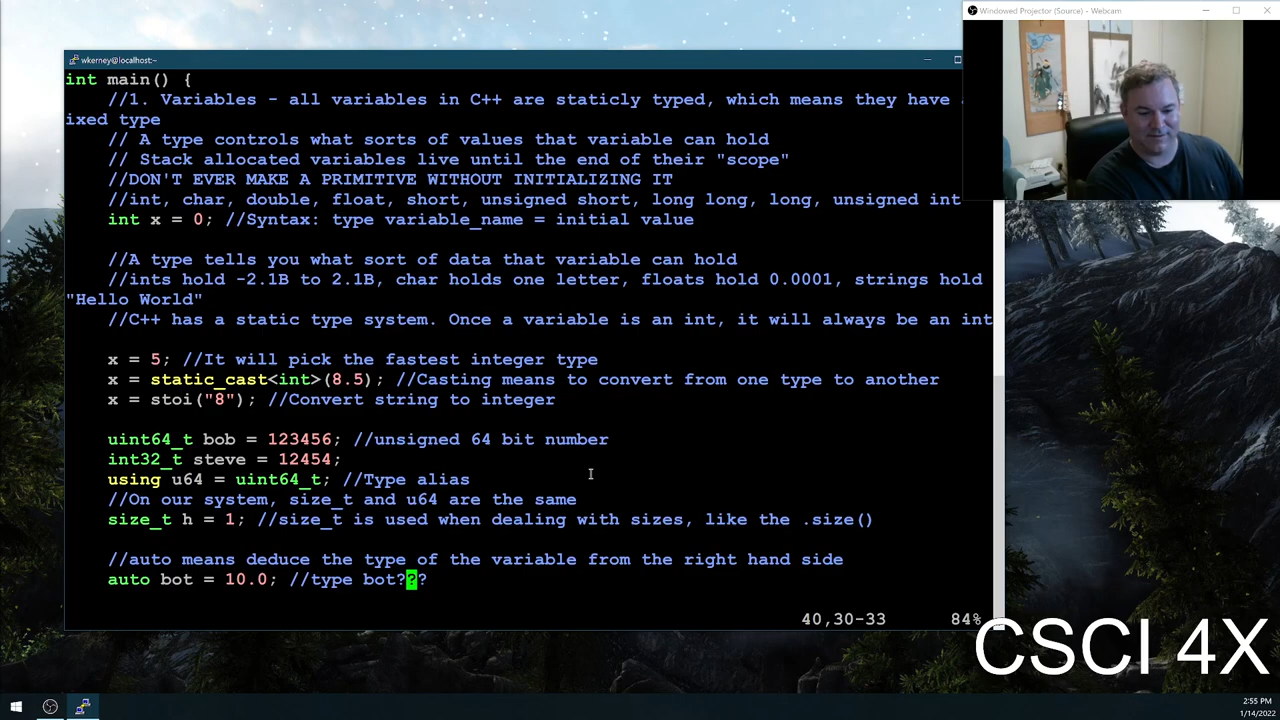 Windowed Projector (Source) - Webcam
wkerney@localhost:~
int main() {
//1. Variables - all variables in C++ are staticly typed, which means they have
ixed type
// A type controls what sorts of values that variable can hold
// Stack allocated variables live until the end of their "scope"
//DON'T EVER MAKE A PRIMITIVE WITHOUT INITIALIZING IT
//int, char, double, float, short, unsigned short, long long, long, unsigned int
int x = 0; //Syntax: type variable_name = initial value
//A type tells you what sort of data that variable can hold
//ints hold -2.1B to 2.1B, char holds one letter, floats hold 0.0001, strings hold
"Hello World"
//C++ has a static type system. Once a variable is an int, it will always be an int
x = 5; //It will pick the fastest integer type
x = static_cast<int>(8.5); //Casting means to convert from one type to another
x = stoi("8"); //Convert string to integer
uint64_t bob = 123456; //unsigned 64 bit number
int32_t steve = 12454;
using u64 = uint64_t; //Type alias
//On our system, size_t and u64 are the same
size_t h = 1; //size_t is used when dealing with sizes, like the .size()
//auto means deduce the type of the variable from the right hand side
auto bot = 10.0; //type bot???
40,30-33 84%
CSCI 4X
2:55 PM
1/14/2022